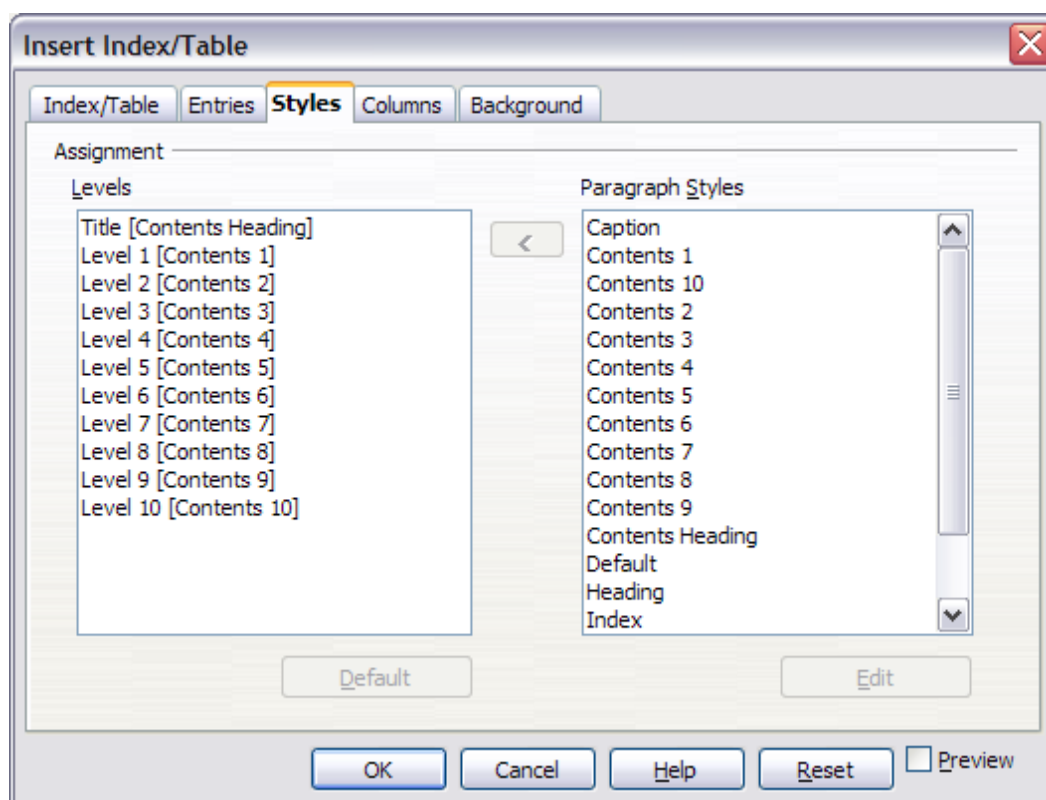 Insert Index/Table
Index/Table Entries Styles Columns Background
Assignment
Levels
Title [Contents Heading]
Level 1 [Contents 1]
Level 2 [Contents 2]
Level 3 [Contents 3]
Level 4 [Contents 4]
Level 5 [Contents 5]
Level 6 [Contents 6]
Level 7 [Contents 7]
Level 8 [Contents 8]
Level 9 [Contents 9]
Level 10 [Contents 10]
Default
<
Paragraph Styles
Caption
Contents 1
Contents 10
Contents 2
Contents 3
Contents 4
Contents 5
Contents 6
Contents 7
Contents 8
Contents 9
Contents Heading
Default
Heading
Index
Edit
OK Cancel Help Reset Preview